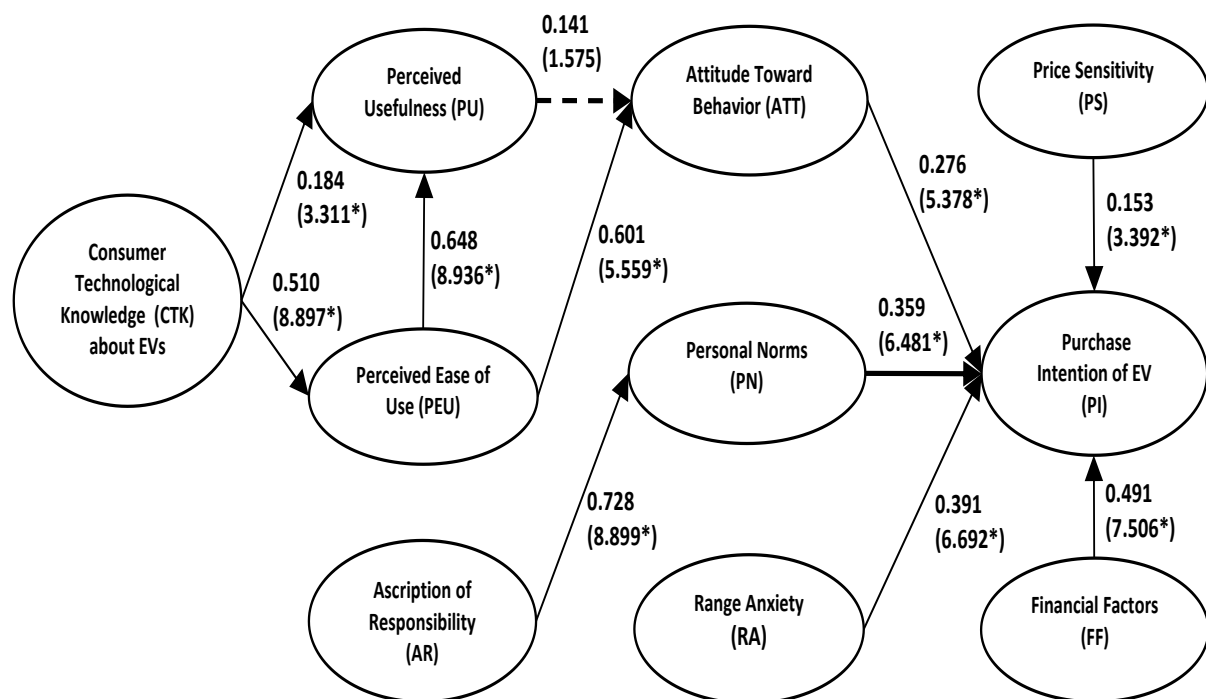 0.141
(1.575)
Perceived
Usefulness (PU)
Attitude Toward
Behavior (ATT)
Price Sensitivity
(PS)
0.184
(3.311*)
0.276
(5.378*)
0.153
(3.392*)
Consumer
Technological
Knowledge (CTK)
about EVs
0.648
(8.936*)
0.601
(5.559*)
0.510
(8.897*)
0.359
(6.481*)
Perceived Ease of
Use (PEU)
Personal Norms
(PN)
Purchase
Intention of EV
(PI)
0.728
(8.899*)
0.391
(6.692*)
0.491
(7.506*)
Ascription of
Responsibility
(AR)
Range Anxiety
(RA)
Financial Factors
(FF)